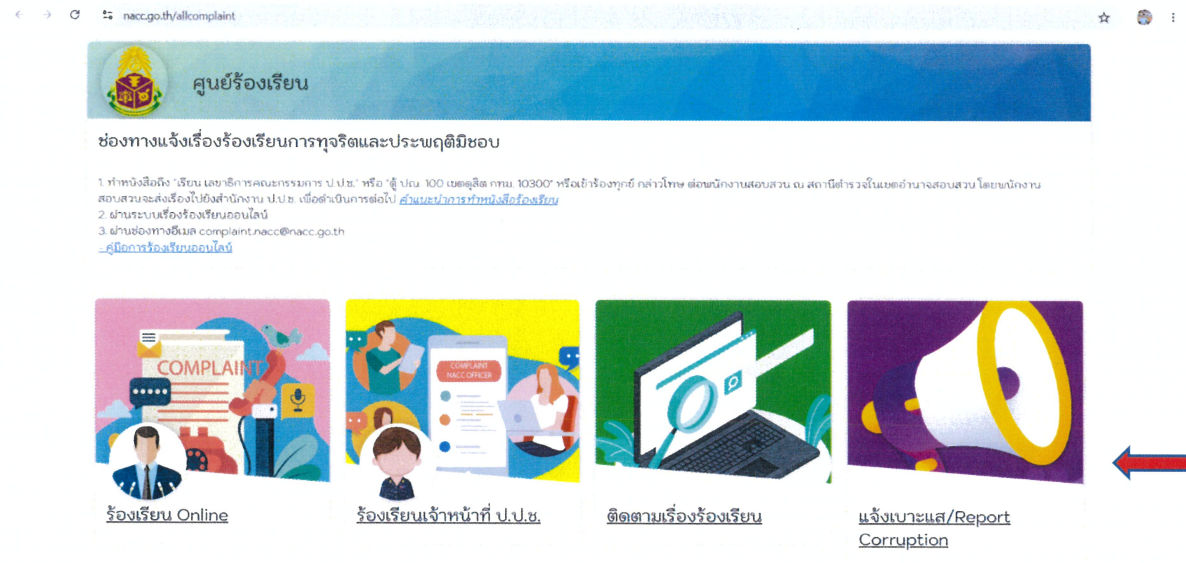 nacc.go.th/allcomplaint
ศูนย์ร้องเรียน
ช่องทางแจ้งเรื่องร้องเรียนการทุจริตและประพฤติมิชอบ
1. ทำหนังสือถึง "เรียน เลขาธิการคณะกรรมการ ป.ป.ช." หรือ "ตู้ ปณ. 100 เขตดุสิต กทม. 10300" หรือเข้าร้องทุกข์ กล่าวโทษ ต่อพนักงานสอบสวน ณ สถานีตำรวจในเขตอำนาจสอบสวน โดยพนักงาน
สอบสวนจะส่งเรื่องไปยังสำนักงาน ป.ป.ช. เพื่อดำเนินการต่อไป คำแนะนำการทำหนังสือร้องเรียน
2. ผ่านระบบเรื่องร้องเรียนออนไลน์
3. ผ่านช่องทางอีเมล complaint.nacc@nacc.go.th
- คู่มือการร้องเรียนออนไลน์
COMPLAINT
COMPLAINT
NACC OFFICER
ร้องเรียน Online
ร้องเรียนเจ้าหน้าที่ ป.ป.ช.
ติดตามเรื่องร้องเรียน
แจ้งเบาะแส/Report
Corruption